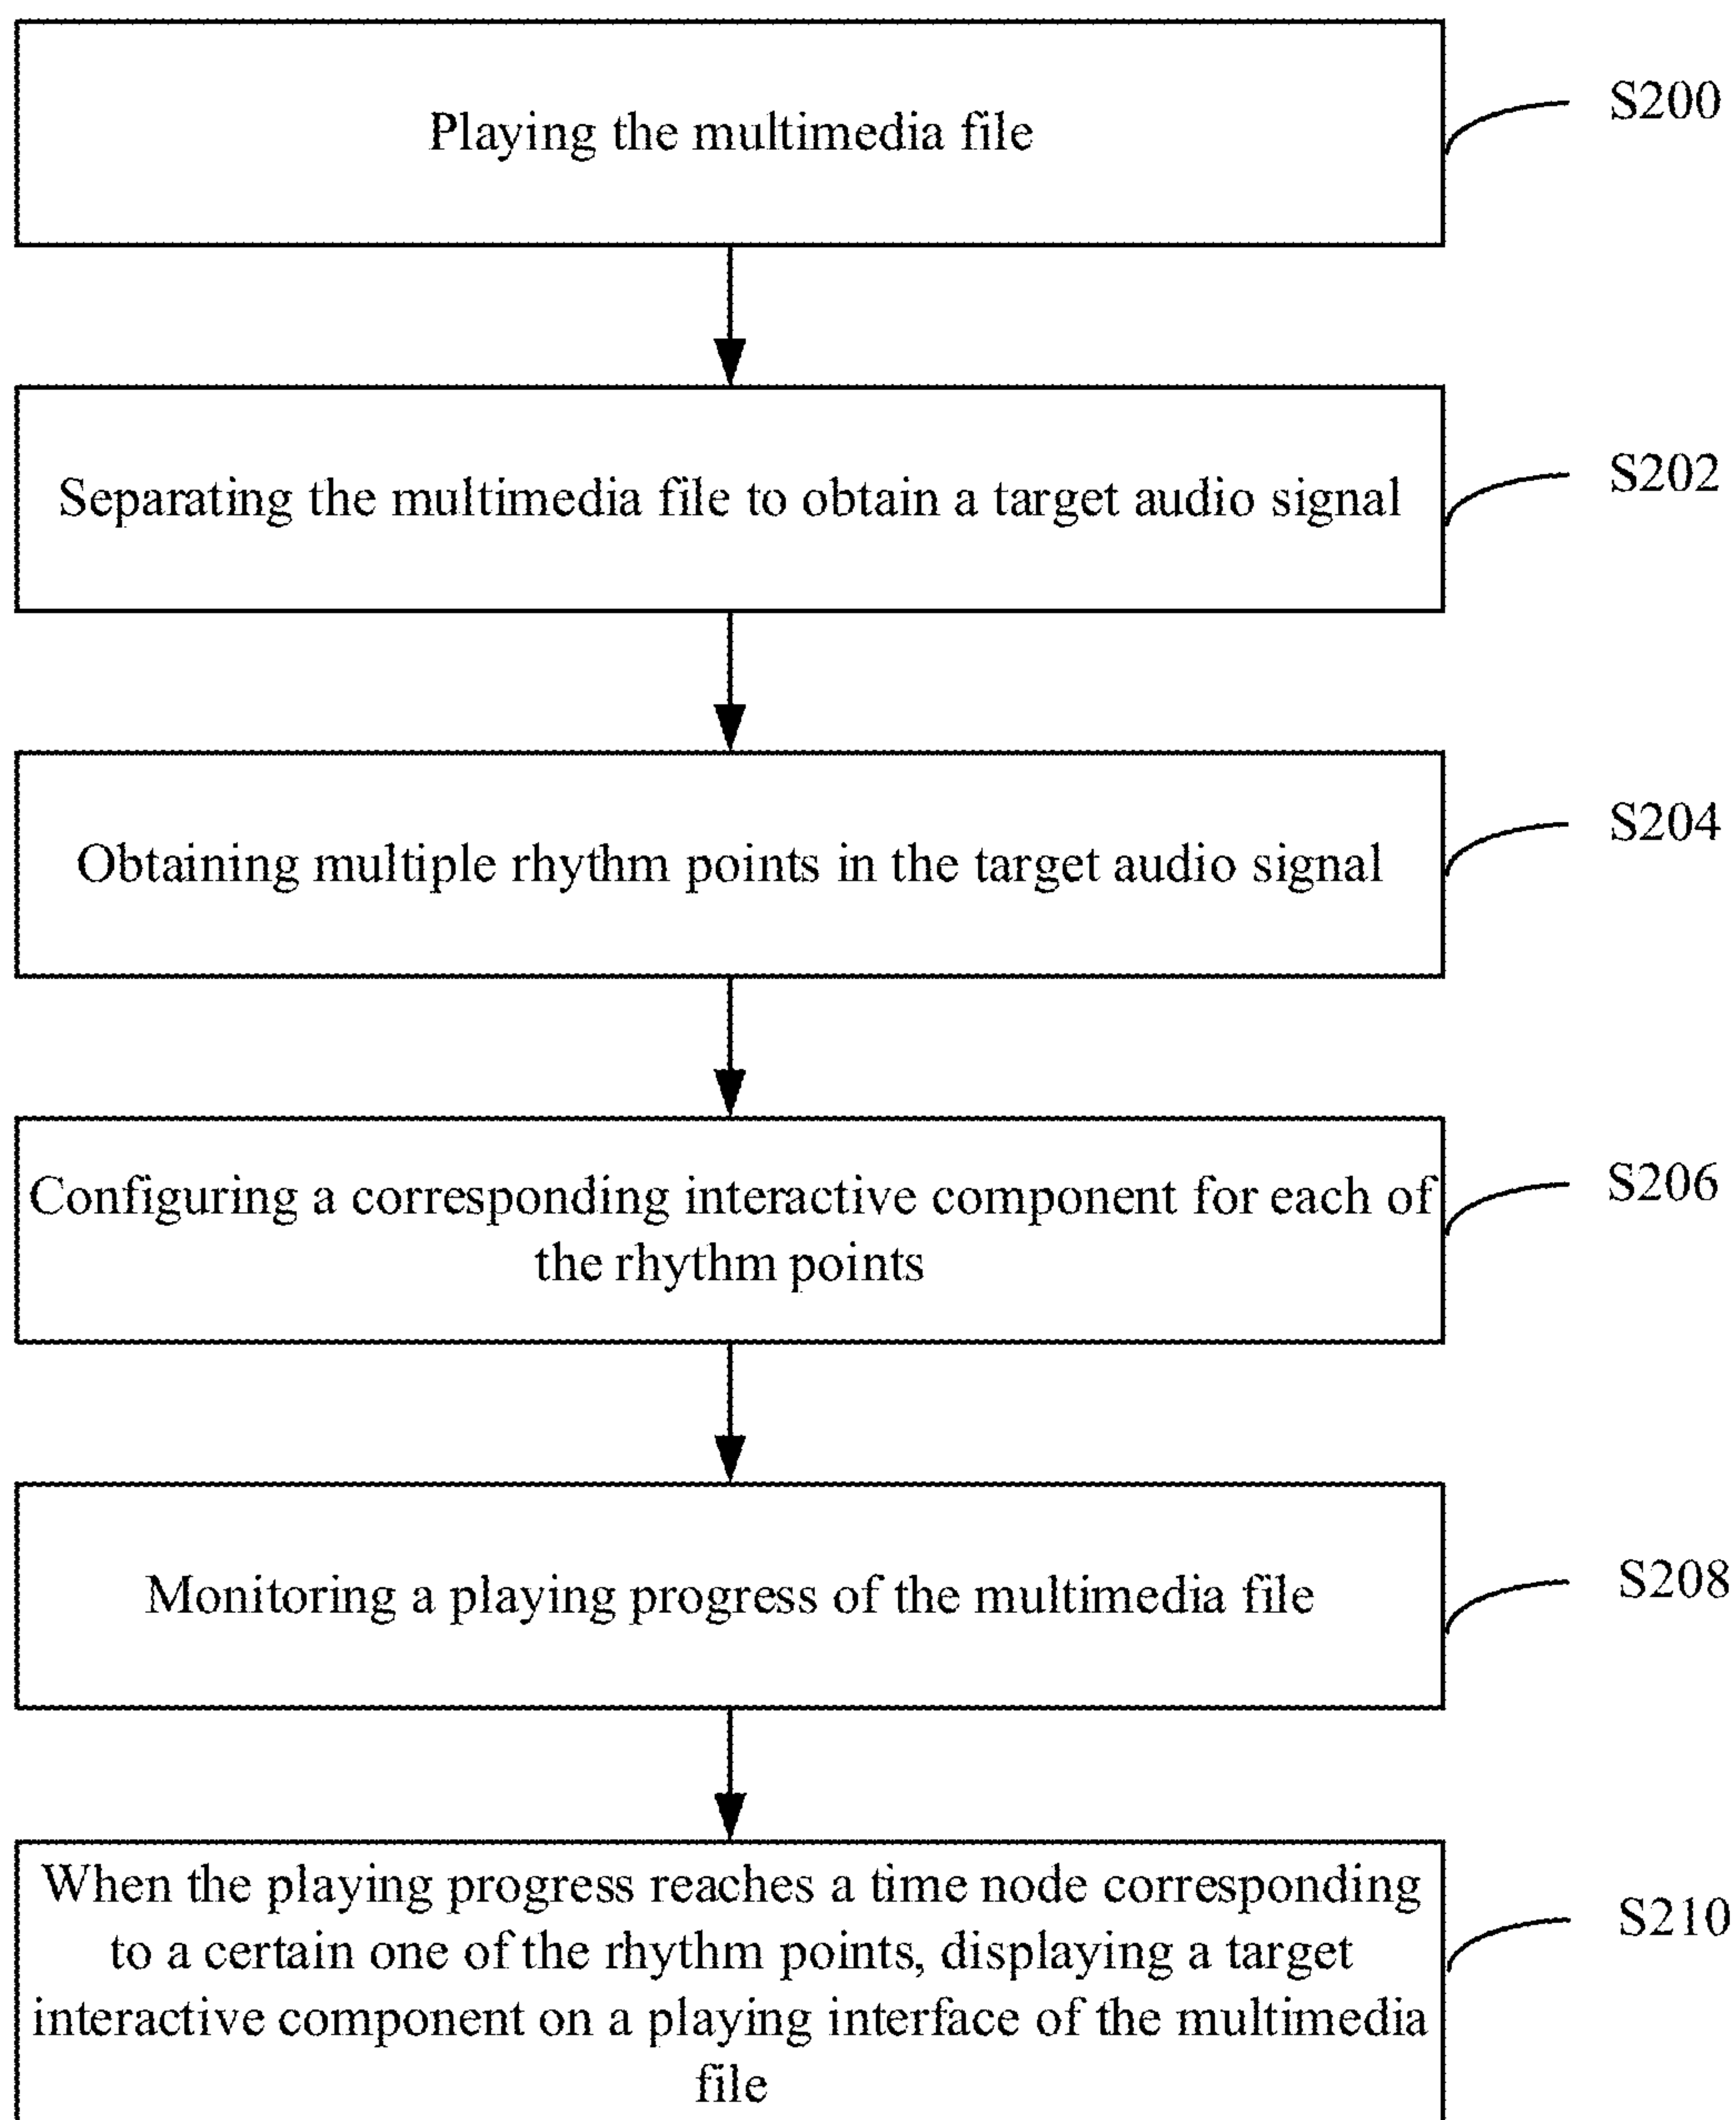 Playing the multimedia file
S200
Separating the multimedia file to obtain a target audio signal
S202
Obtaining multiple rhythm points in the target audio signal
S204
Configuring a corresponding interactive component for each of
the rhythm points
S206
Monitoring a playing progress of the multimedia file
S208
When the playing progress reaches a time node corresponding
to a certain one of the rhythm points, displaying a target
interactive component on a playing interface of the multimedia
file
S210